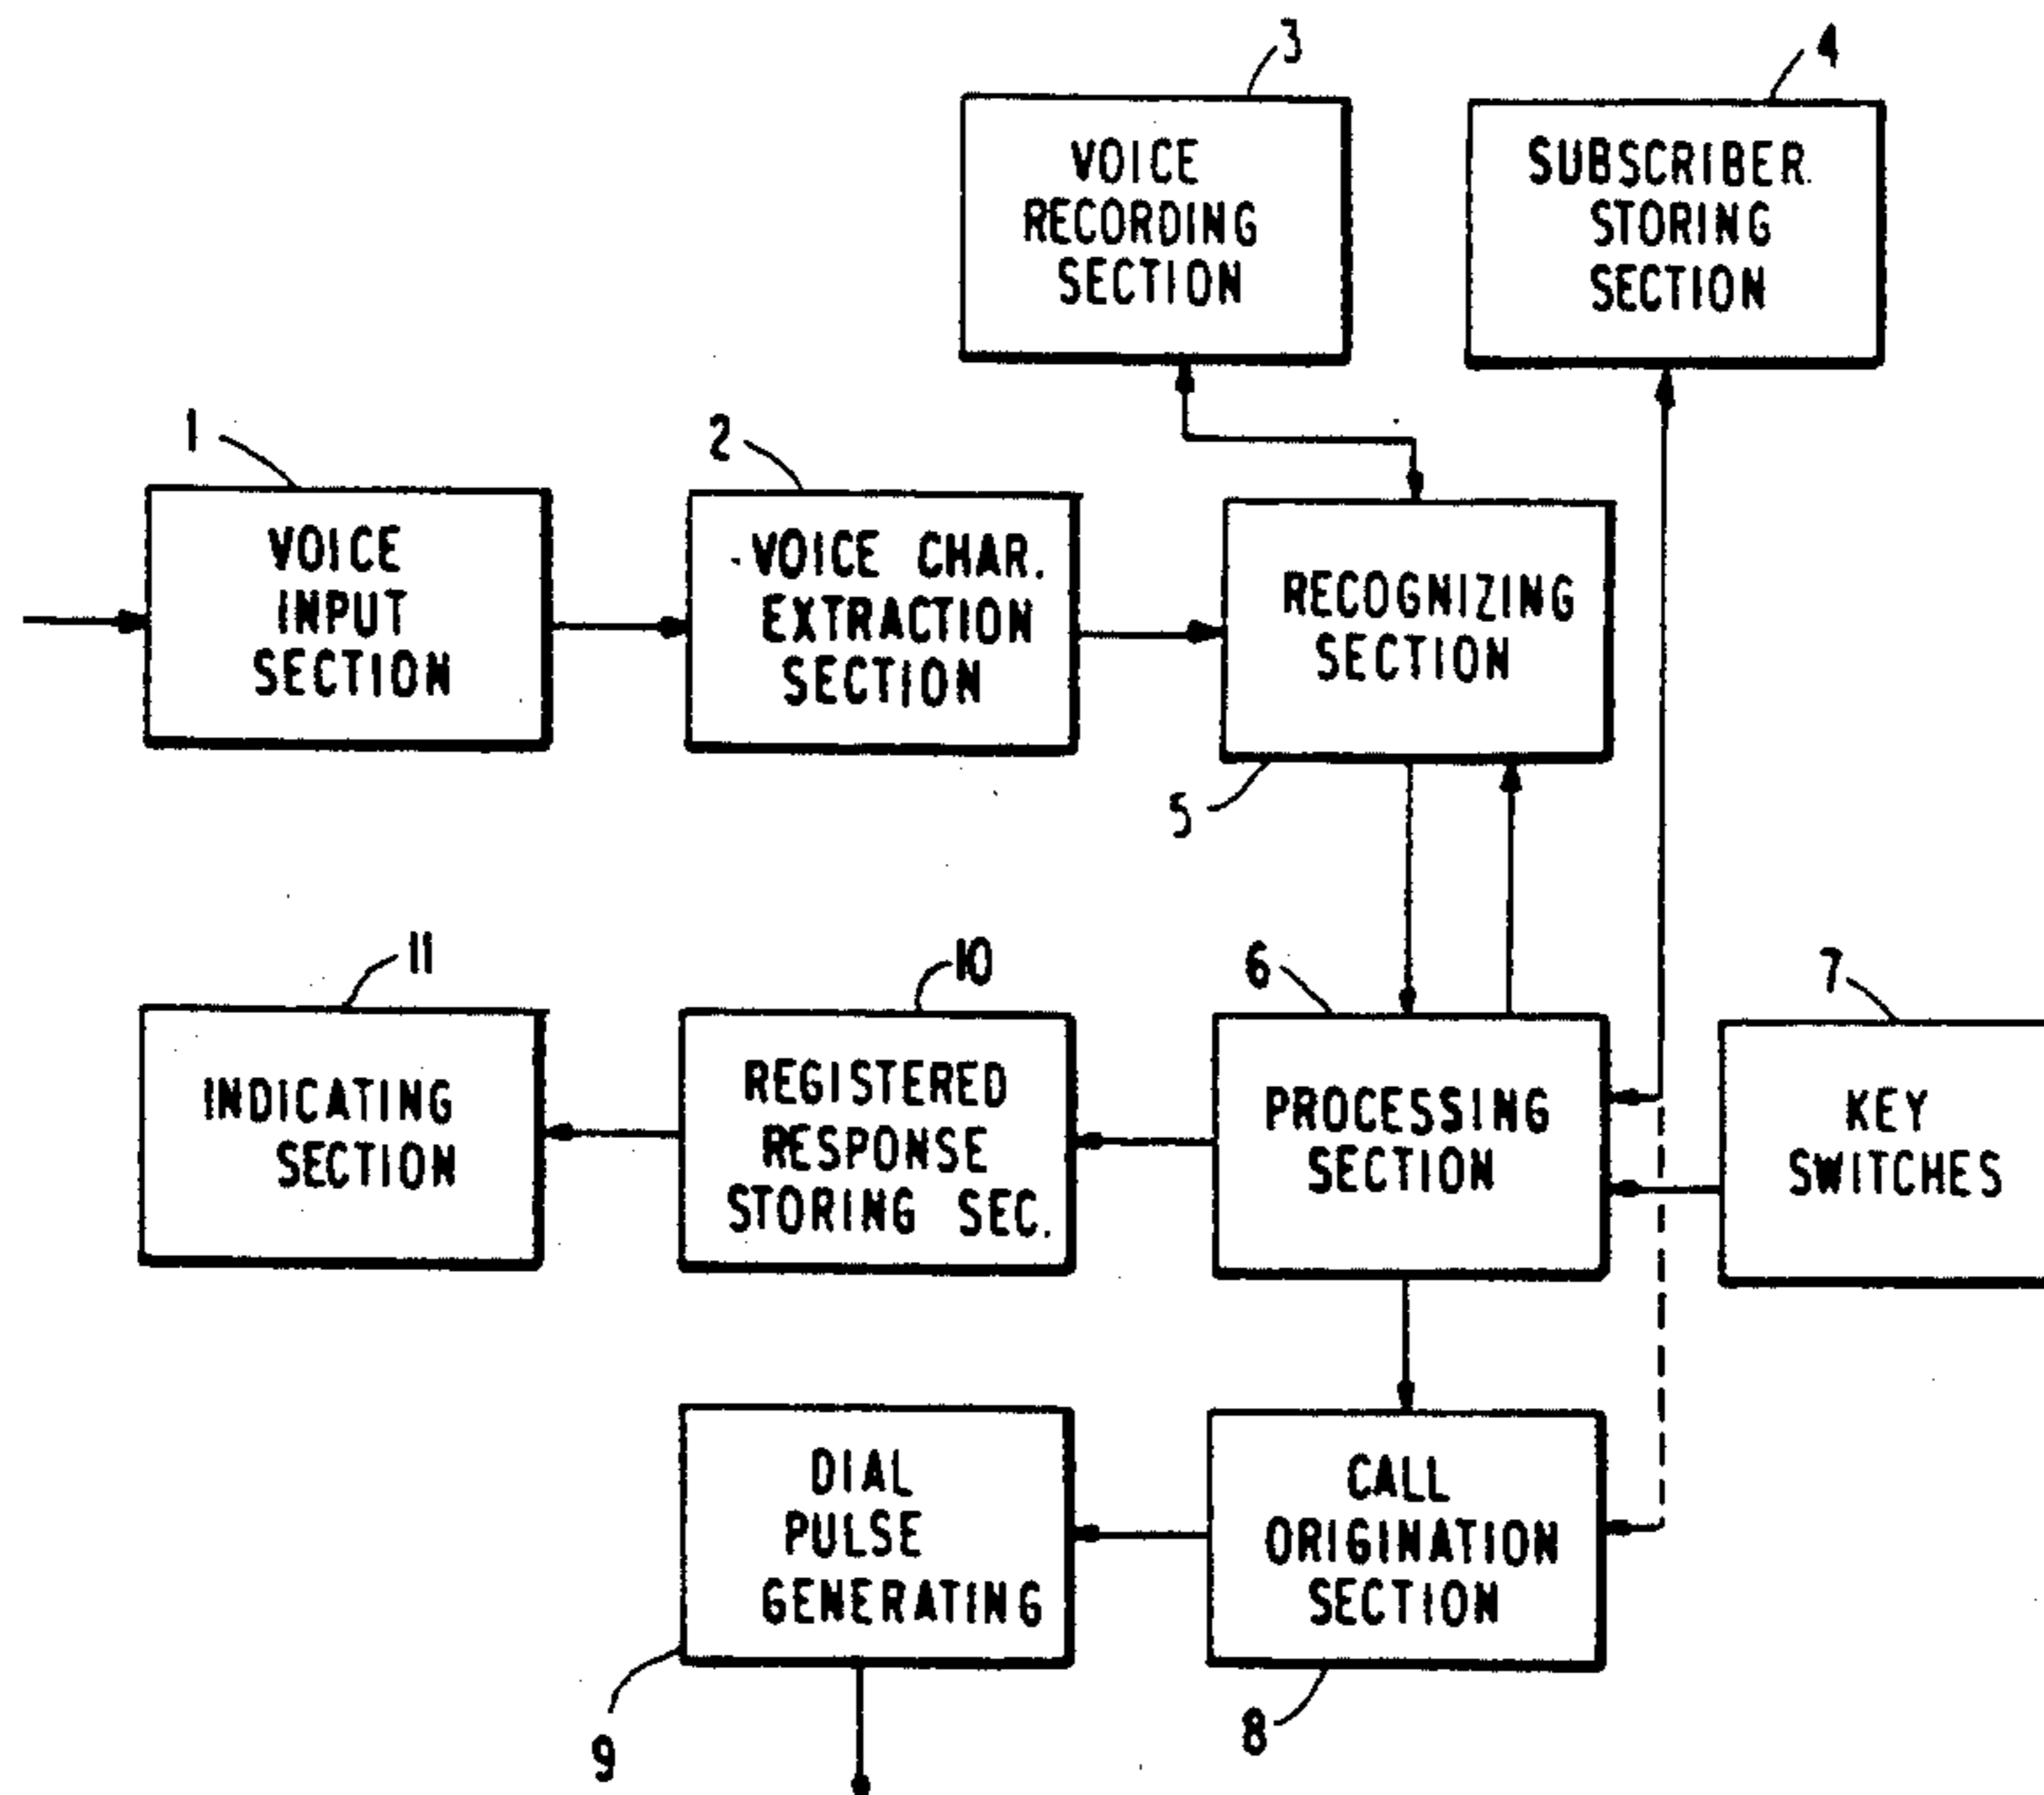 3
4
VOICE
RECORDING
SECTION
SUBSCRIBER.
STORING
SECTION
1
2
VOICE
INPUT
SECTION
VOICE CHAR.
EXTRACTION
SECTION
RECOGNIZING
SECTION
5
11
10
6
7
INDICATING
SECTION
REGISTERED
RESPONSE
STORING SEC.
PROCESSING
SECTION
KEY
SWITCHES
DIAL
PULSE
GENERATING
CALL
ORIGINATION
SECTION
9
8